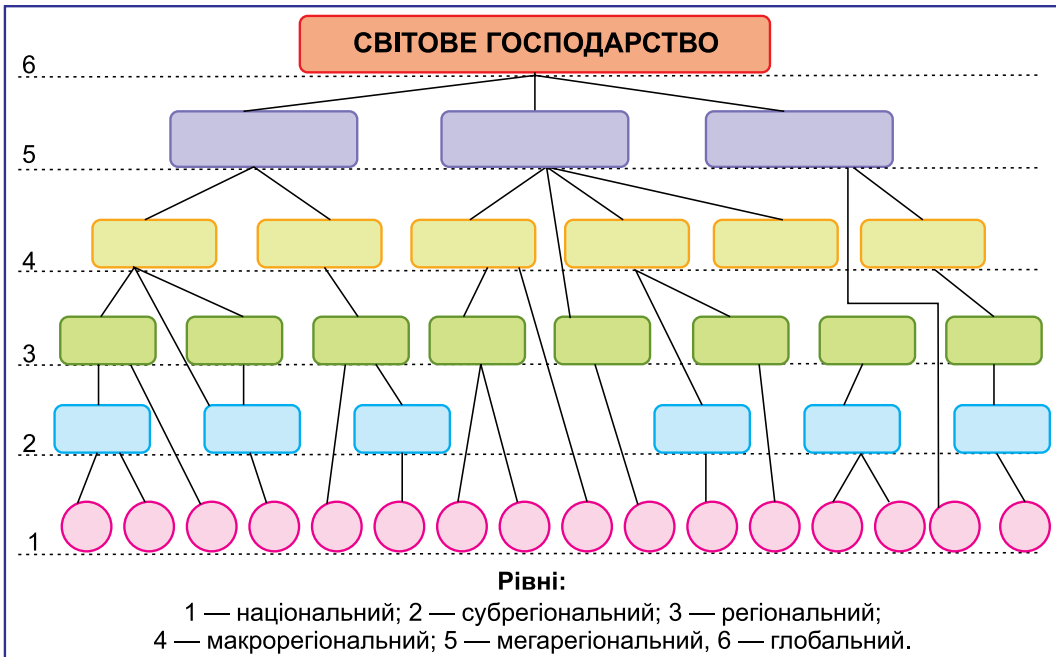 СВІТОВЕ ГОСПОДАРСТВО
6
5
4
3
2
1
Рівні:
1 — національний; 2 — субрегіональний; 3 — регіональний;
4 — макрорегіональний; 5 — мегарегіональний, 6 — глобальний.